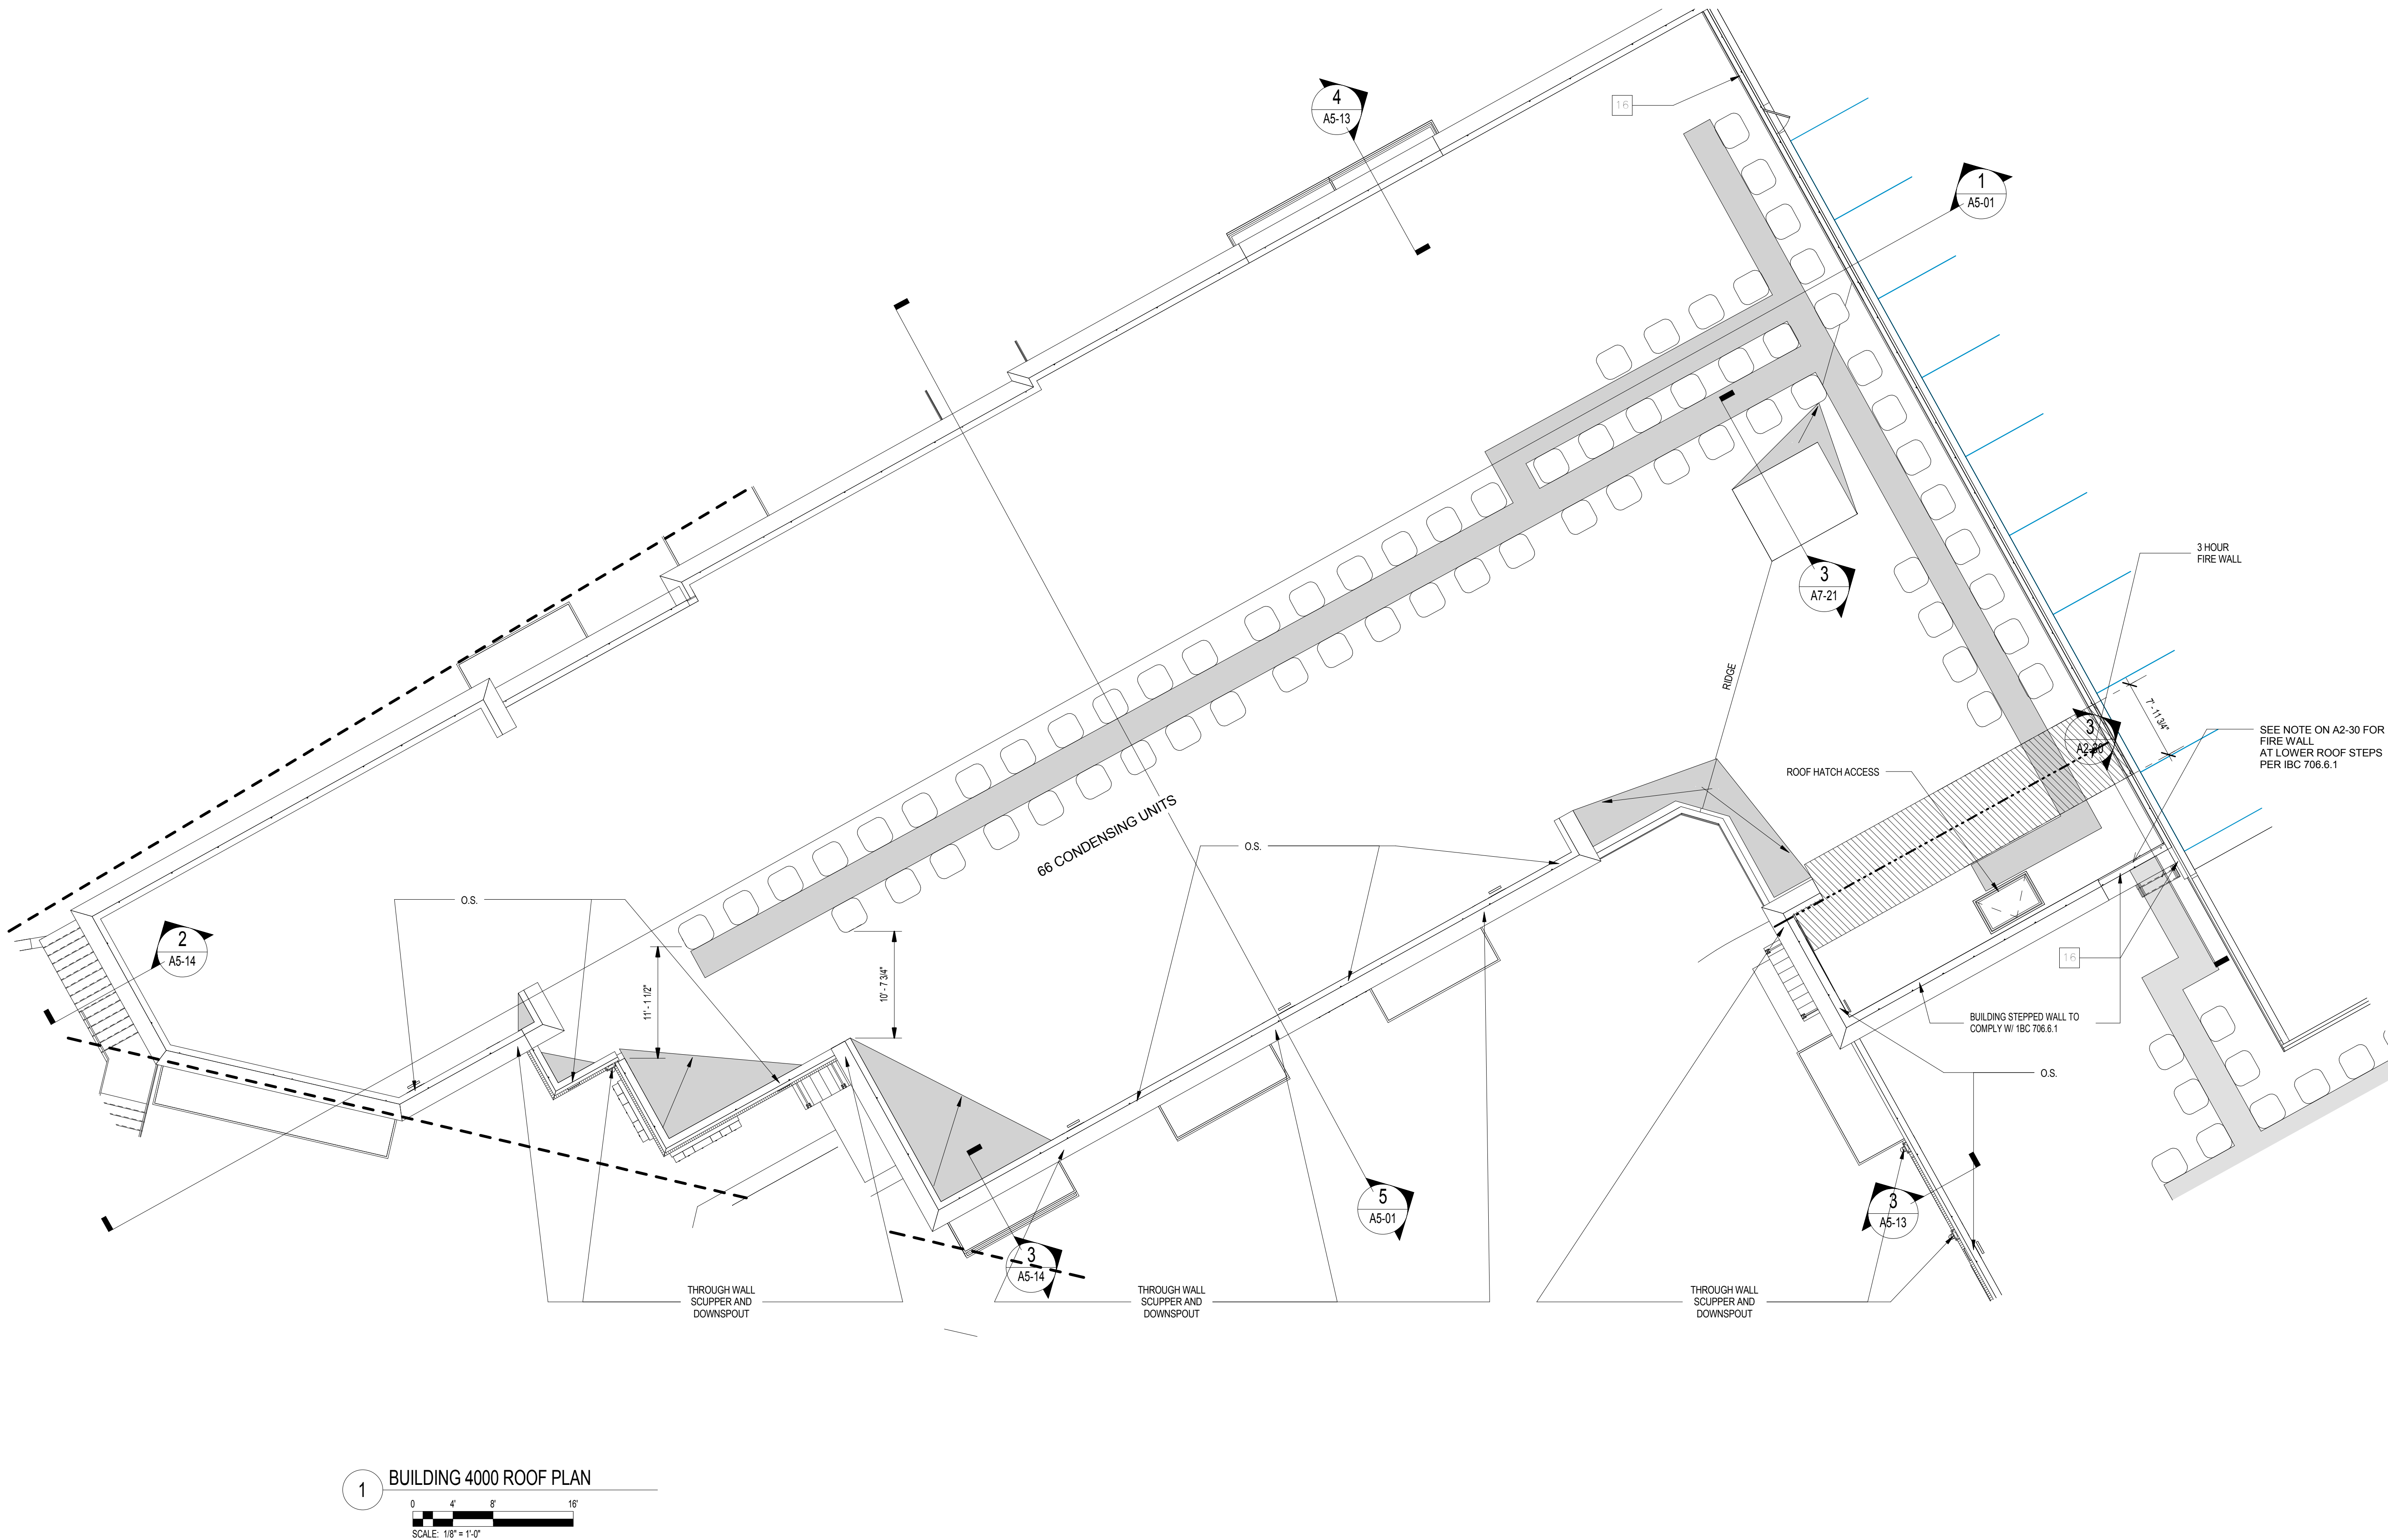 4
A5-13
16
1
A5-01
3 HOUR
FIRE WALL
3
A7-21
RIDGE
7' - 11 3/4"
3
A2-30
SEE NOTE ON A2-30 FOR
FIRE WALL
AT LOWER ROOF STEPS
PER IBC 706.6.1
ROOF HATCH ACCESS
66 CONDENSING UNITS
O.S.
O.S.
2
A5-14
16
11' - 1 1/2"
10' - 7 3/4"
BUILDING STEPPED WALL TO
COMPLY W/ 1BC 706.6.1
O.S.
5
A5-01
3
A5-13
3
A5-14
THROUGH WALL
SCUPPER AND
DOWNSPOUT
THROUGH WALL
SCUPPER AND
DOWNSPOUT
THROUGH WALL
SCUPPER AND
DOWNSPOUT
1
BUILDING 4000 ROOF PLAN
0 4' 8' 16'
SCALE: 1/8" = 1'-0"